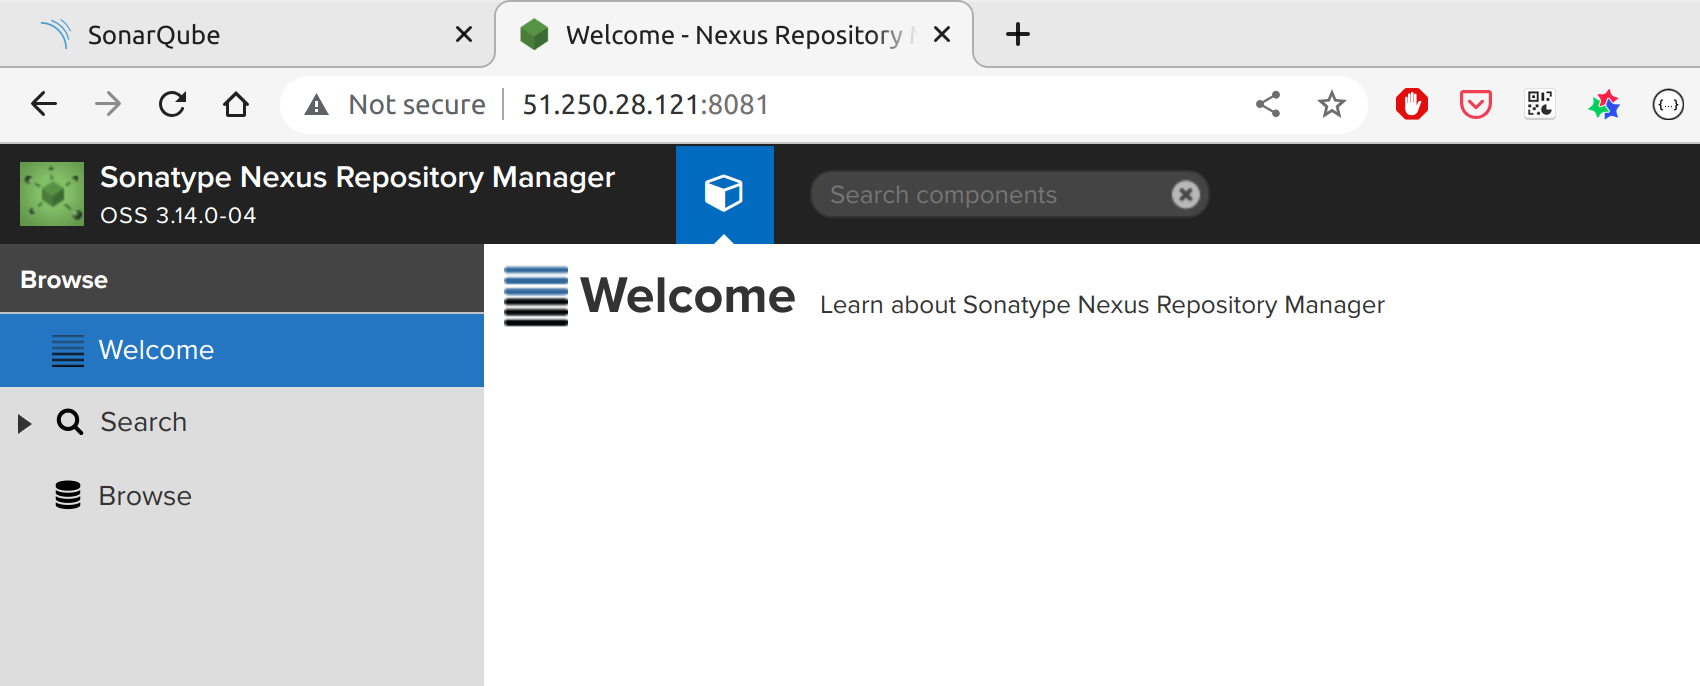 SonarQube
Welcome - Nexus Repository
Not secure
51.250.28.121:8081
{...}
Sonatype Nexus Repository Manager
OSS 3.14.0-04
Search components
Browse
Welcome
Search
Browse
Welcome
Learn about Sonatype Nexus Repository Manager